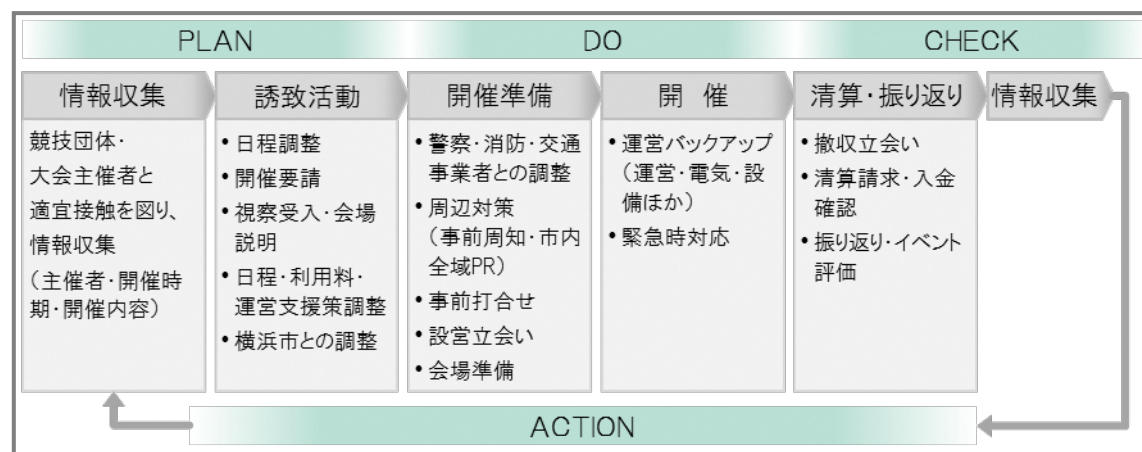 PLAN
DO
CHECK
情報収集
誘致活動
開催準備
開 催
清算・振り返り
情報収集
競技団体・
大会主催者と
適宜接触を図り、
情報収集
(主催者・開催時
期・開催内容)
• 日程調整
• 開催要請
• 視察受入・会場
説明
• 日程・利用料・
運営支援策調整
• 横浜市との調整
• 警察・消防・交通
事業者との調整
• 周辺対策
(事前周知・市内
全域PR)
• 事前打合せ
• 設営立会い
• 会場準備
• 運営バックアップ
(運営・電気・設
備ほか)
• 緊急時対応
• 撤収立会い
• 清算請求・入金
確認
• 振り返り・イベント
評価
ACTION